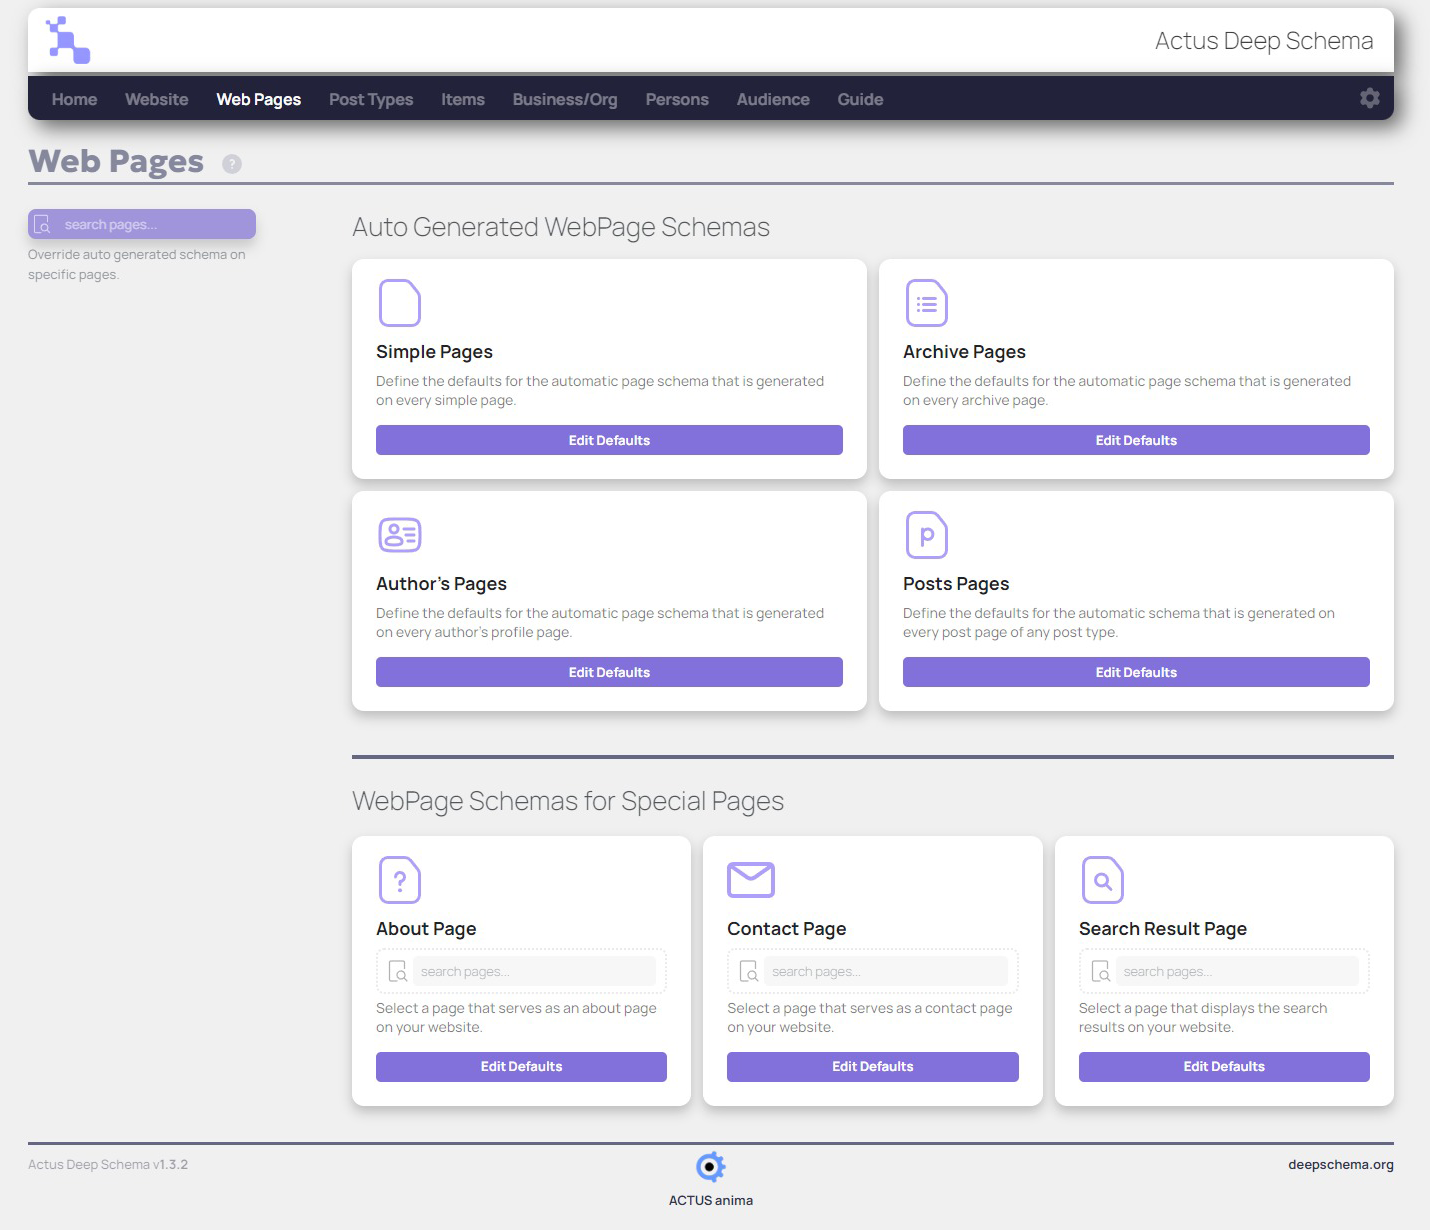 Actus Deep Schema
Home Website Web Pages Post Types Items Business/Org Persons Audience Guide
Web Pages ?
search pages...
Override auto generated schema on
specific pages.
Auto Generated WebPage Schemas
Simple Pages
Define the defaults for the automatic page schema that is generated
on every simple page.
Edit Defaults
Archive Pages
Define the defaults for the automatic page schema that is generated
on every archive page.
Edit Defaults
Author's Pages
Define the defaults for the automatic page schema that is generated
on every author's profile page.
Edit Defaults
p
Posts Pages
Define the defaults for the automatic schema that is generated on
every post page of any post type.
Edit Defaults
WebPage Schemas for Special Pages
?
About Page
search pages...
Select a page that serves as an about page
on your website.
Edit Defaults
Contact Page
search pages...
Select a page that serves as a contact page
on your website.
Edit Defaults
Search Result Page
search pages...
Select a page that displays the search
results on your website.
Edit Defaults
Actus Deep Schema v1.3.2
ACTUS anima
deepschema.org